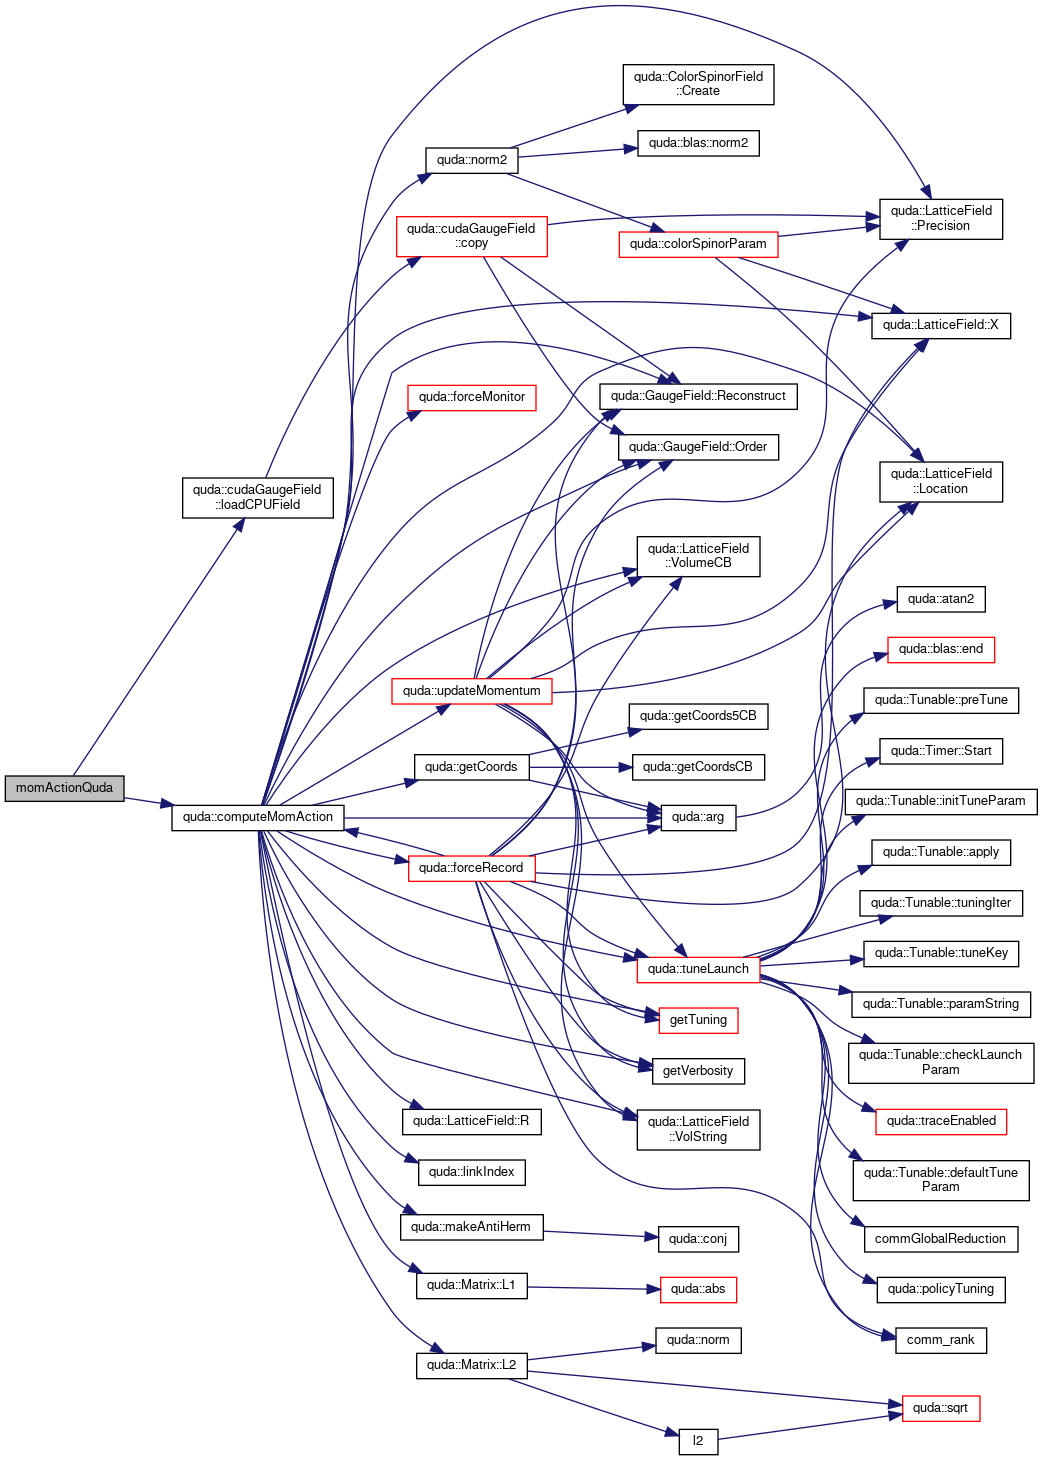 momActionQuda
quda::cudaGaugeField
::loadCPUField
quda::computeMomAction
quda::norm2
quda::cudaGaugeField
::copy
quda::forceMonitor
quda::updateMomentum
quda::getCoords
quda::forceRecord
quda::LatticeField::R
quda::linkIndex
quda::makeAntiHerm
quda::Matrix::L1
quda::Matrix::L2
quda::ColorSpinorField
::Create
quda::blas::norm2
quda::colorSpinorParam
quda::GaugeField::Reconstruct
quda::GaugeField::Order
quda::LatticeField
::VolumeCB
quda::getCoords5CB
quda::getCoordsCB
quda::arg
quda::tuneLaunch
getTuning
getVerbosity
quda::LatticeField
::VolString
quda::conj
quda::abs
quda::norm
l2
quda::LatticeField
::Precision
quda::LatticeField::X
quda::LatticeField
::Location
quda::atan2
quda::blas::end
quda::Tunable::preTune
quda::Timer::Start
quda::Tunable::initTuneParam
quda::Tunable::apply
quda::Tunable::tuningIter
quda::Tunable::tuneKey
quda::Tunable::paramString
quda::Tunable::checkLaunch
Param
quda::traceEnabled
quda::Tunable::defaultTune
Param
commGlobalReduction
quda::policyTuning
comm_rank
quda::sqrt